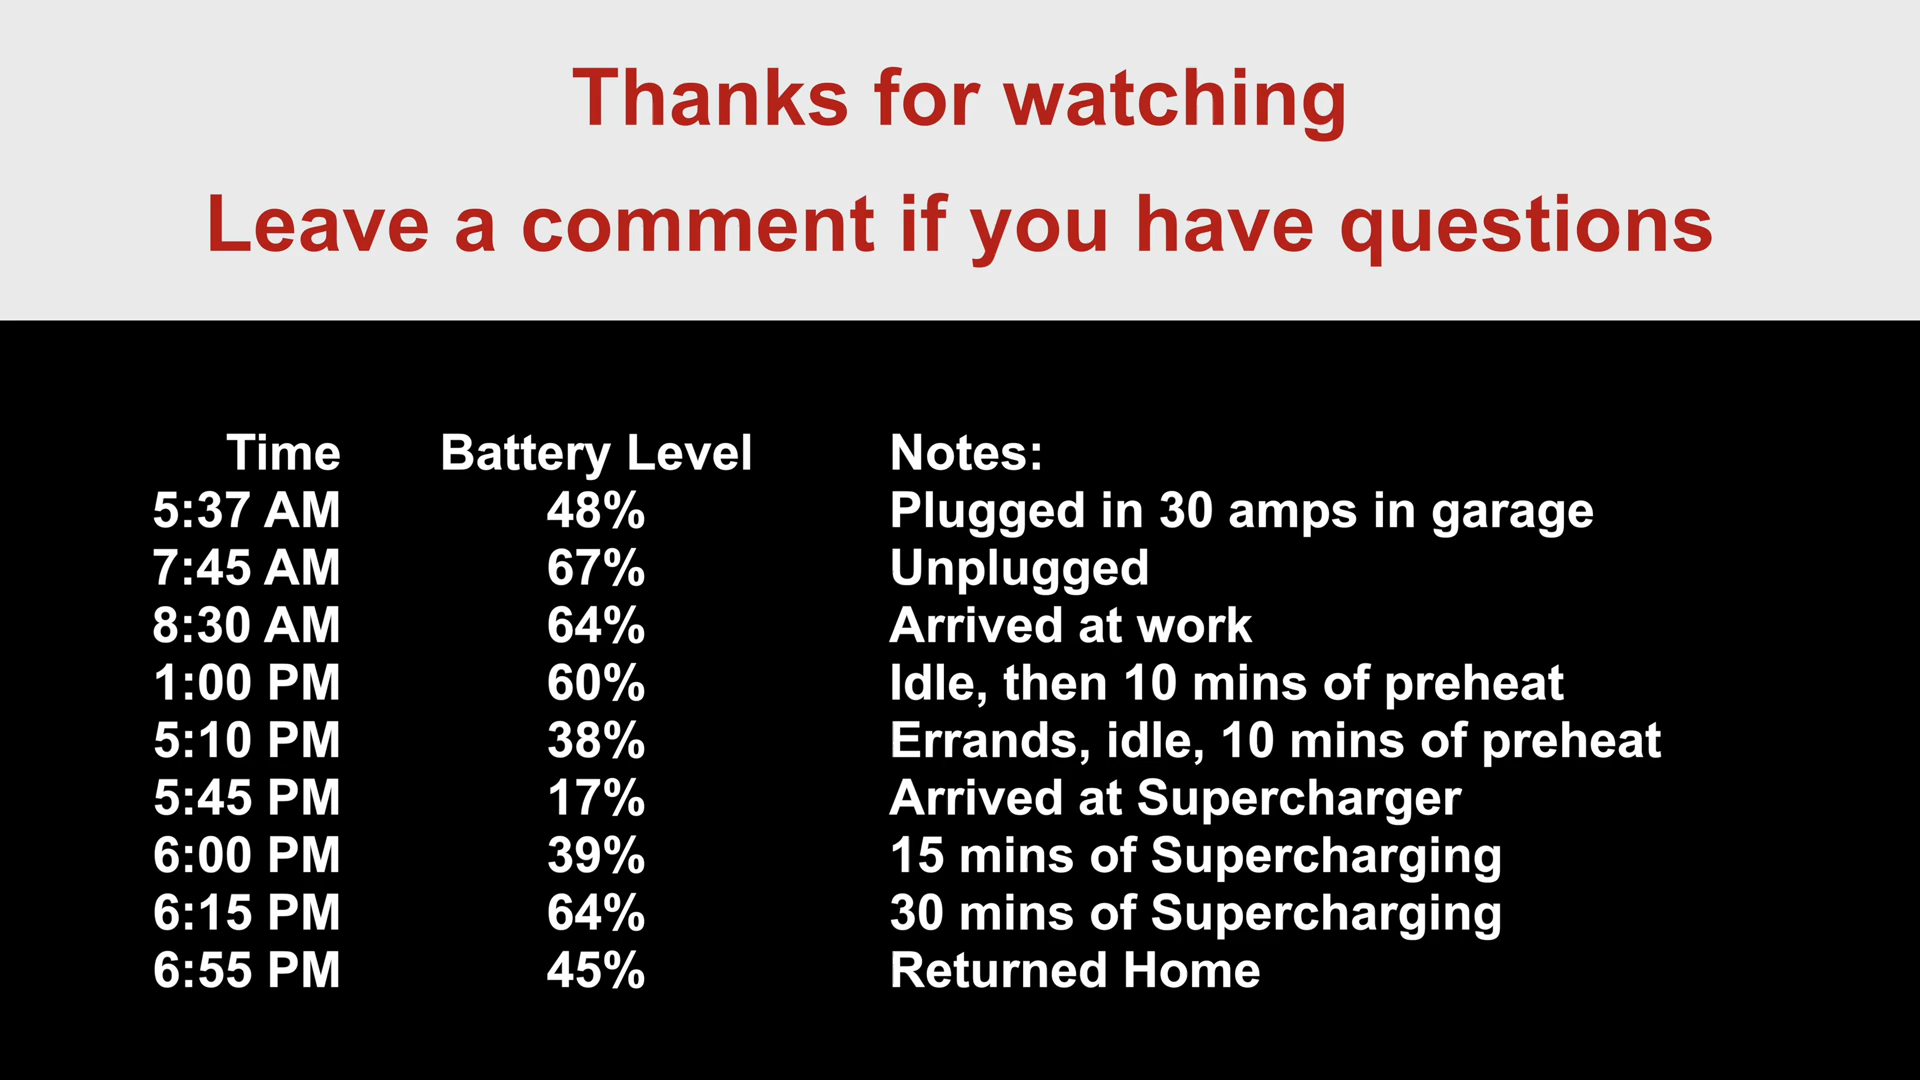 Thanks for watching
Leave a comment if you have questions
Time Battery Level Notes:
5:37 AM 48% Plugged in 30 amps in garage
7:45 AM 67% Unplugged
8:30 AM 64% Arrived at work
1:00 PM 60% Idle, then 10 mins of preheat
5:10 PM 38% Errands, idle, 10 mins of preheat
5:45 PM 17% Arrived at Supercharger
6:00 PM 39% 15 mins of Supercharging
6:15 PM 64% 30 mins of Supercharging
6:55 PM 45% Returned Home